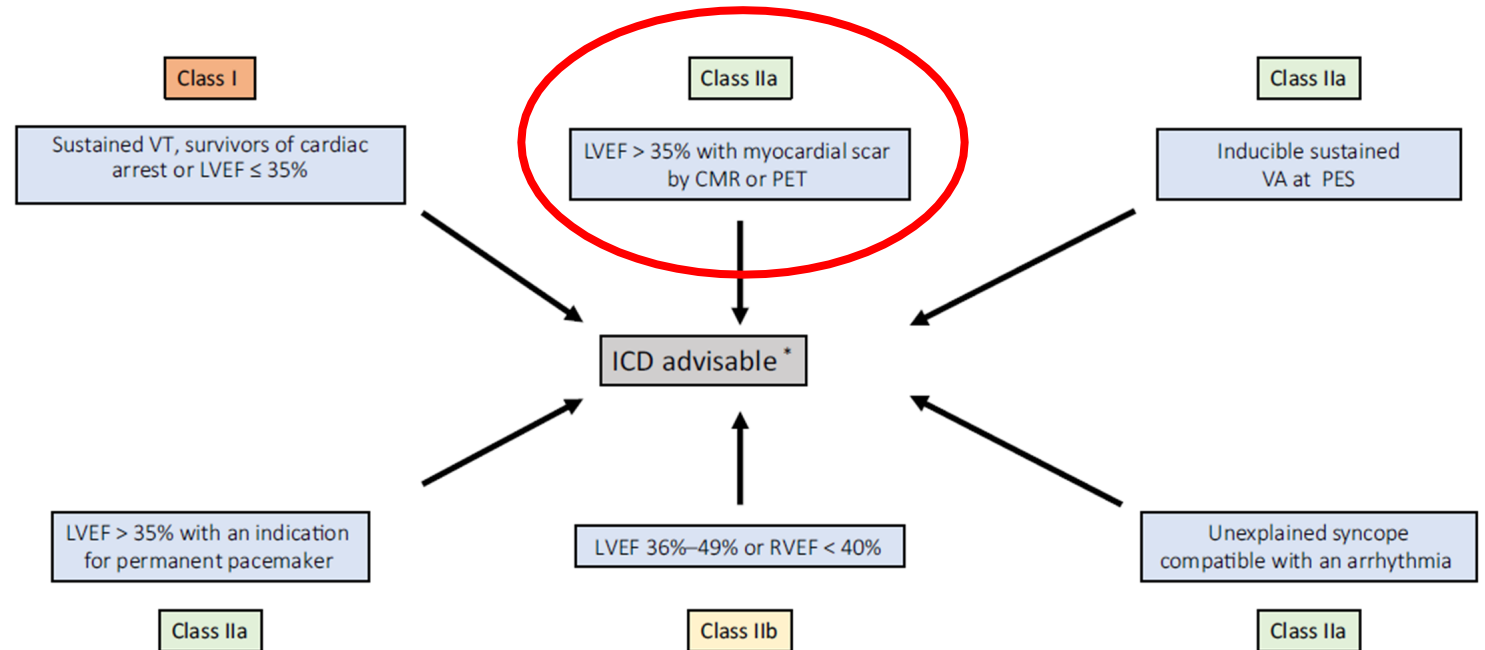 Class I
Sustained VT, survivors of cardiac
arrest or LVEF ≤ 35%
Class IIa
LVEF > 35% with myocardial scar
by CMR or PET
Class IIa
Inducible sustained
VA at PES
ICD advisable *
LVEF > 35% with an indication
for permanent pacemaker
Class IIa
LVEF 36%–49% or RVEF < 40%
Class IIb
Unexplained syncope
compatible with an arrhythmia
Class IIa